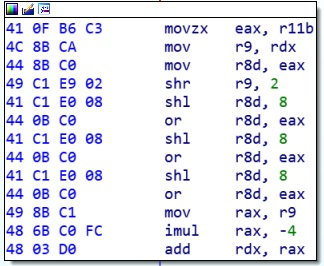 41 0F B6 C3 movzx eax, r11b
4C 8B CA mov r9, rdx
44 8B C0 mov r8d, eax
49 C1 E9 02 shr r9, 2
41 C1 E0 08 shl r8d, 8
44 0B C0 or r8d, eax
41 C1 E0 08 shl r8d, 8
44 0B C0 or r8d, eax
41 C1 E0 08 shl r8d, 8
44 0B C0 or r8d, eax
49 8B C1 mov rax, r9
48 6B C0 FC imul rax, -4
48 03 D0 add rdx, rax